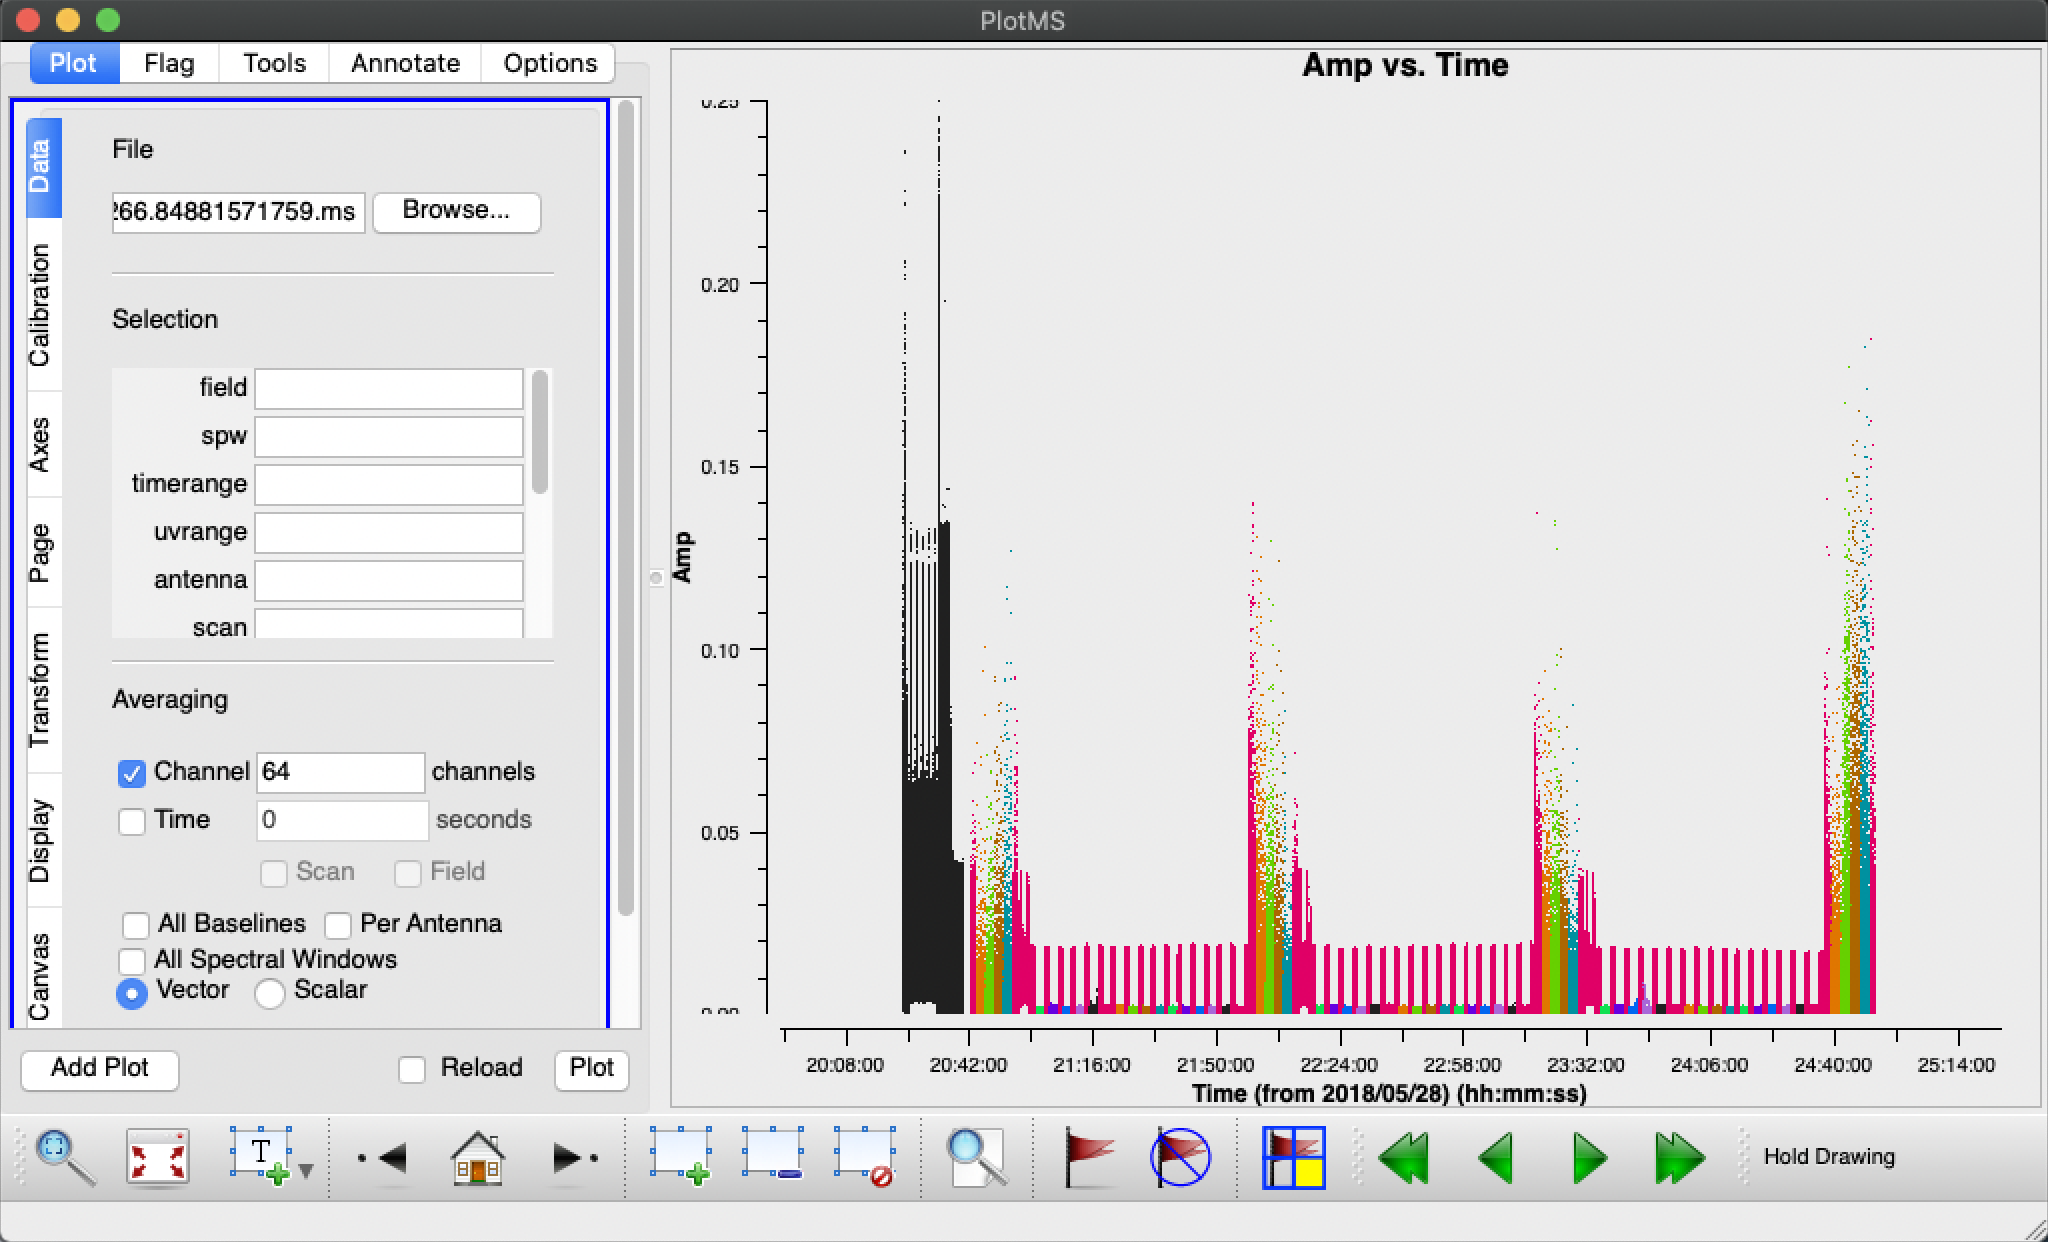 PlotMS
Plot Flag Tools Annotate Options
Data
Calibration
Axes
Page
Transform
Display
Canvas
File
266.84881571759.ms Browse...
Selection
field
spw
timerange
uvrange
antenna
scan
Averaging
Channel 64 channels
Time 0 seconds
Scan Field
All Baselines Per Antenna
All Spectral Windows
Vector Scalar
Add Plot Reload Plot
Amp vs. Time
0.25
0.20
0.15
0.10
0.05
0.00
Amp
20:08:00 20:42:00 21:16:00 21:50:00 22:24:00 22:58:00 23:32:00 24:06:00 24:40:00 25:14:00
Time (from 2018/05/28) (hh:mm:ss)
T
Hold Drawing